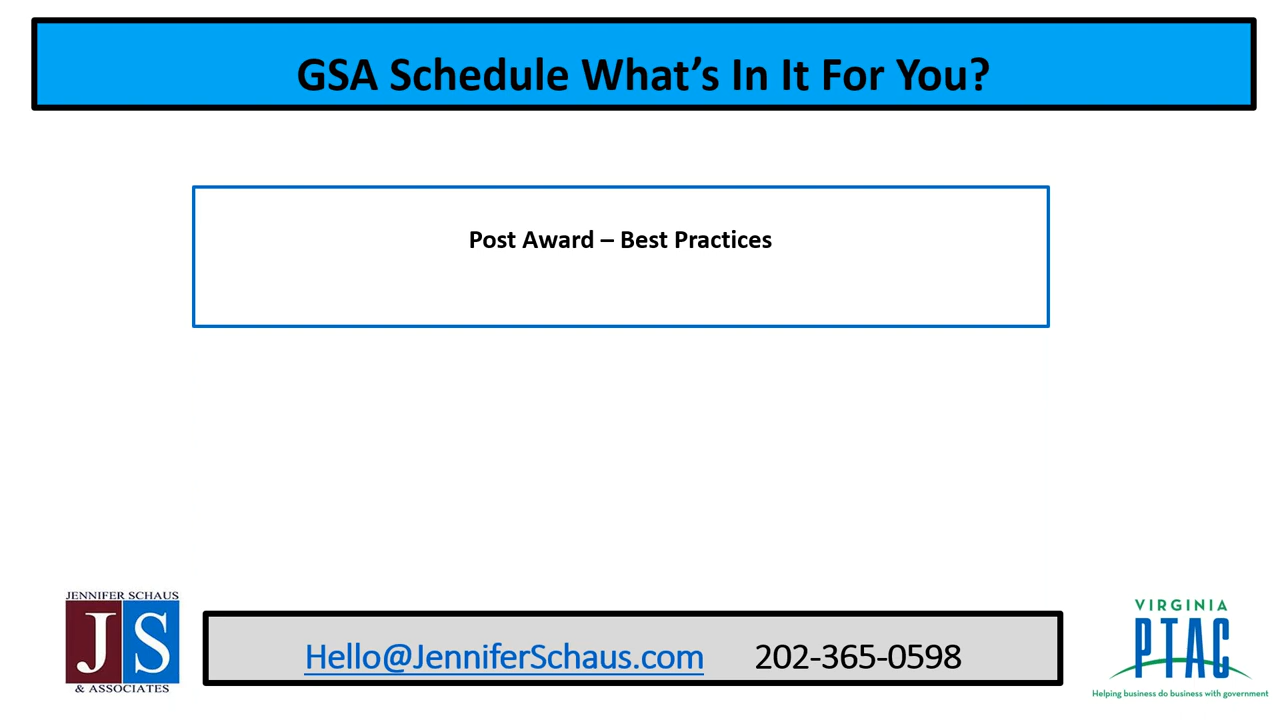 GSA Schedule What's In It For You?
Post Award – Best Practices
JENNIFER SCHAUS
JS
& ASSOCIATES
Hello@JenniferSchaus.com 202-365-0598
VIRGINIA
PTAC
Helping business do business with government